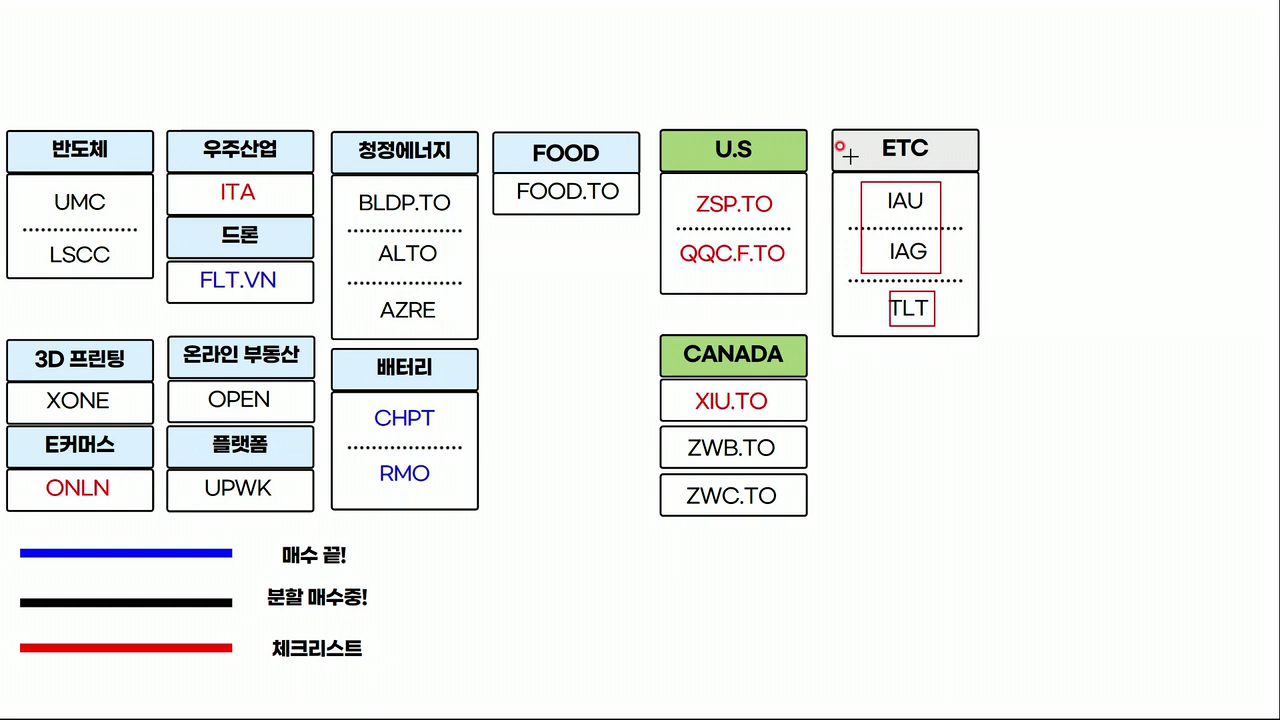 반도체
UMC
LSCC
우주산업
ITA
드론
FLT.VN
청정에너지
BLDP.TO
ALTO
AZRE
FOOD
FOOD.TO
U.S
ZSP.TO
QQC.F.TO
ETC
IAU
IAG
TLT
3D 프린팅
XONE
E커머스
ONLN
온라인 부동산
OPEN
플랫폼
UPWK
배터리
CHPT
RMO
CANADA
XIU.TO
ZWB.TO
ZWC.TO
매수 끝!
분할 매수중!
체크리스트